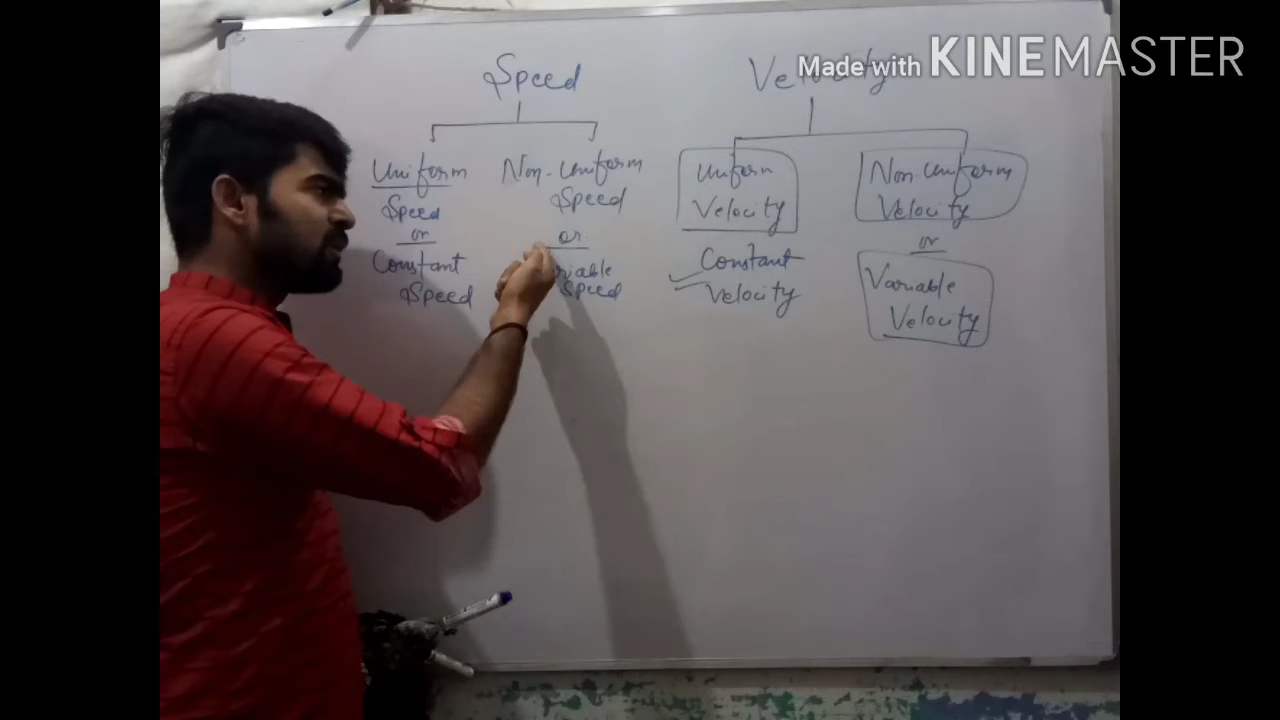 Made with KINEMASTER
Speed
Uniform
Speed
or
Constant
Speed
Non-Uniform
Speed
or
Speed
Velocity
Uniform
Velocity
Constant
Velocity
Non-Uniform
Velocity
or
Variable
Velocity